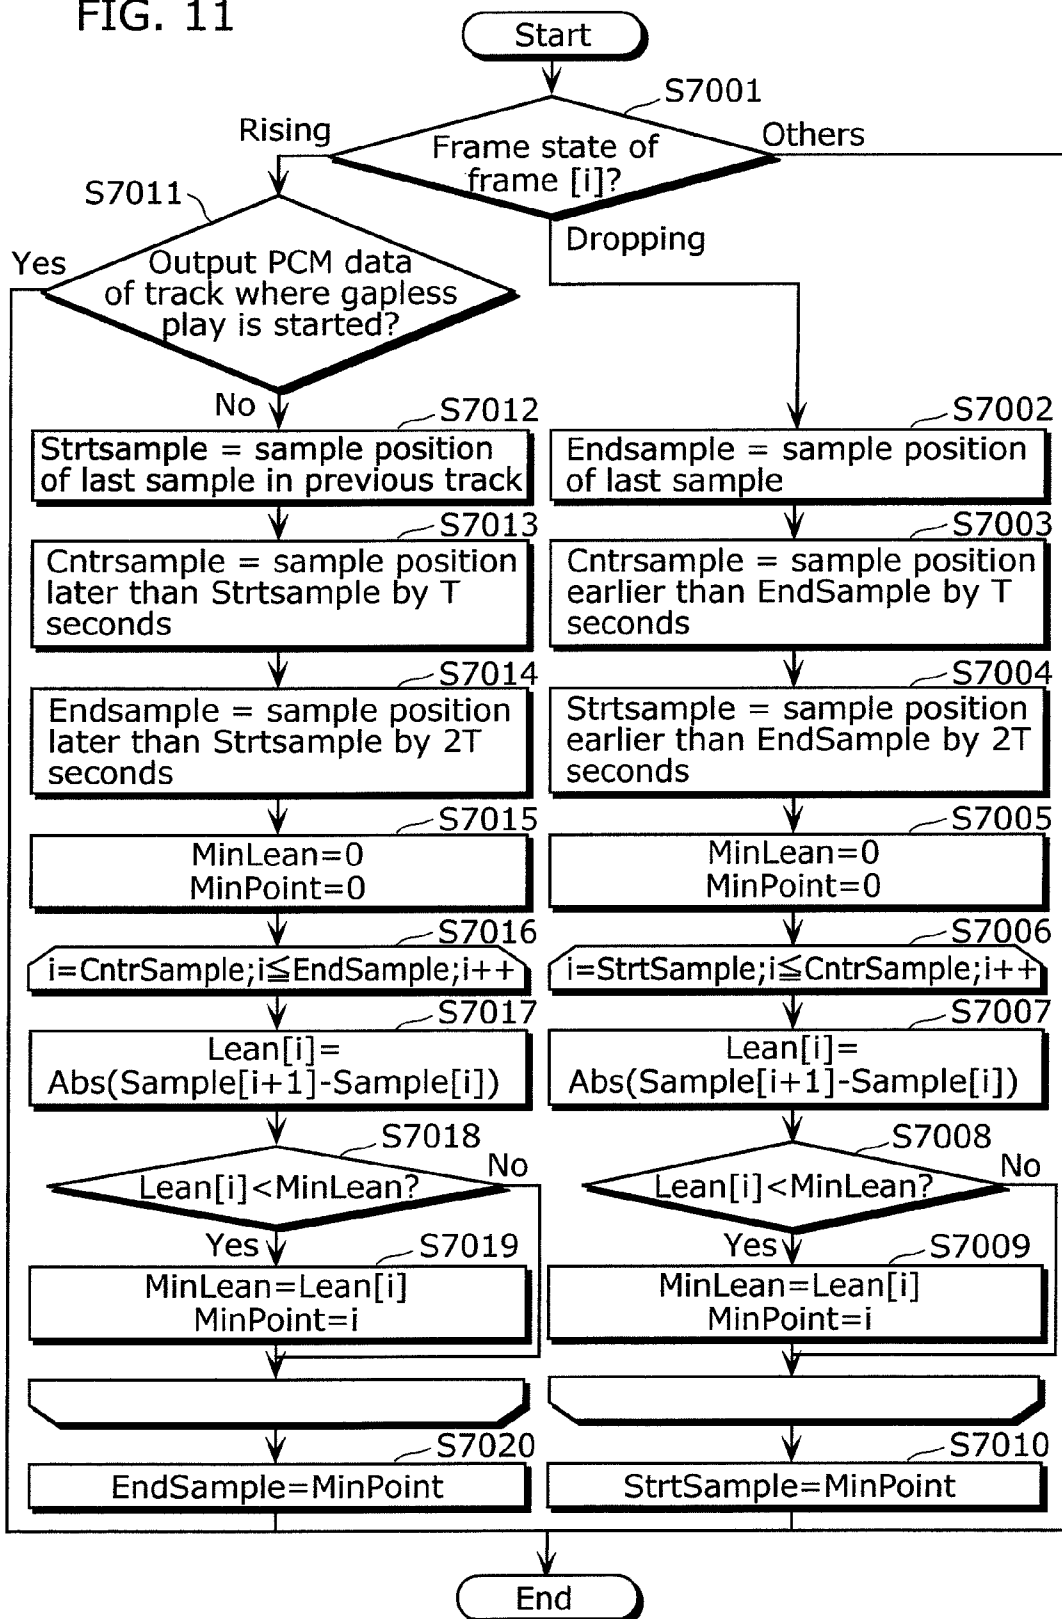 FIG. 11
Start
S7001
Rising
Others
Frame state of
frame [i]?
S7011
Dropping
Yes
Output PCM data
of track where gapless
play is started?
No
S7012
Strtsample = sample position
of last sample in previous track
S7013
Cntrsample = sample position
later than Strtsample by T
seconds
S7014
Endsample = sample position
later than Strtsample by 2T
seconds
S7015
MinLean=0
MinPoint=0
S7016
i=CntrSample;i≦EndSample;i++
S7017
Lean[i]=
Abs(Sample[i+1]-Sample[i])
S7018
No
Lean[i]<MinLean?
Yes
S7019
MinLean=Lean[i]
MinPoint=i
S7020
EndSample=MinPoint
S7002
Endsample = sample position
of last sample
S7003
Cntrsample = sample position
earlier than EndSample by T
seconds
S7004
Strtsample = sample position
earlier than EndSample by 2T
seconds
S7005
MinLean=0
MinPoint=0
S7006
i=StrtSample;i≦CntrSample;i++
S7007
Lean[i]=
Abs(Sample[i+1]-Sample[i])
S7008
No
Lean[i]<MinLean?
Yes
S7009
MinLean=Lean[i]
MinPoint=i
S7010
StrtSample=MinPoint
End